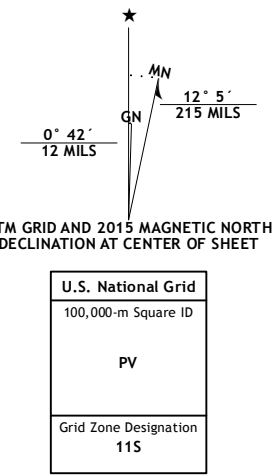 ★
MN
12° 5´
215 MILS
GN
0° 42´
12 MILS
TM GRID AND 2015 MAGNETIC NORTH
DECLINATION AT CENTER OF SHEET
U.S. National Grid
100,000-m Square ID
PV
Grid Zone Designation
11S